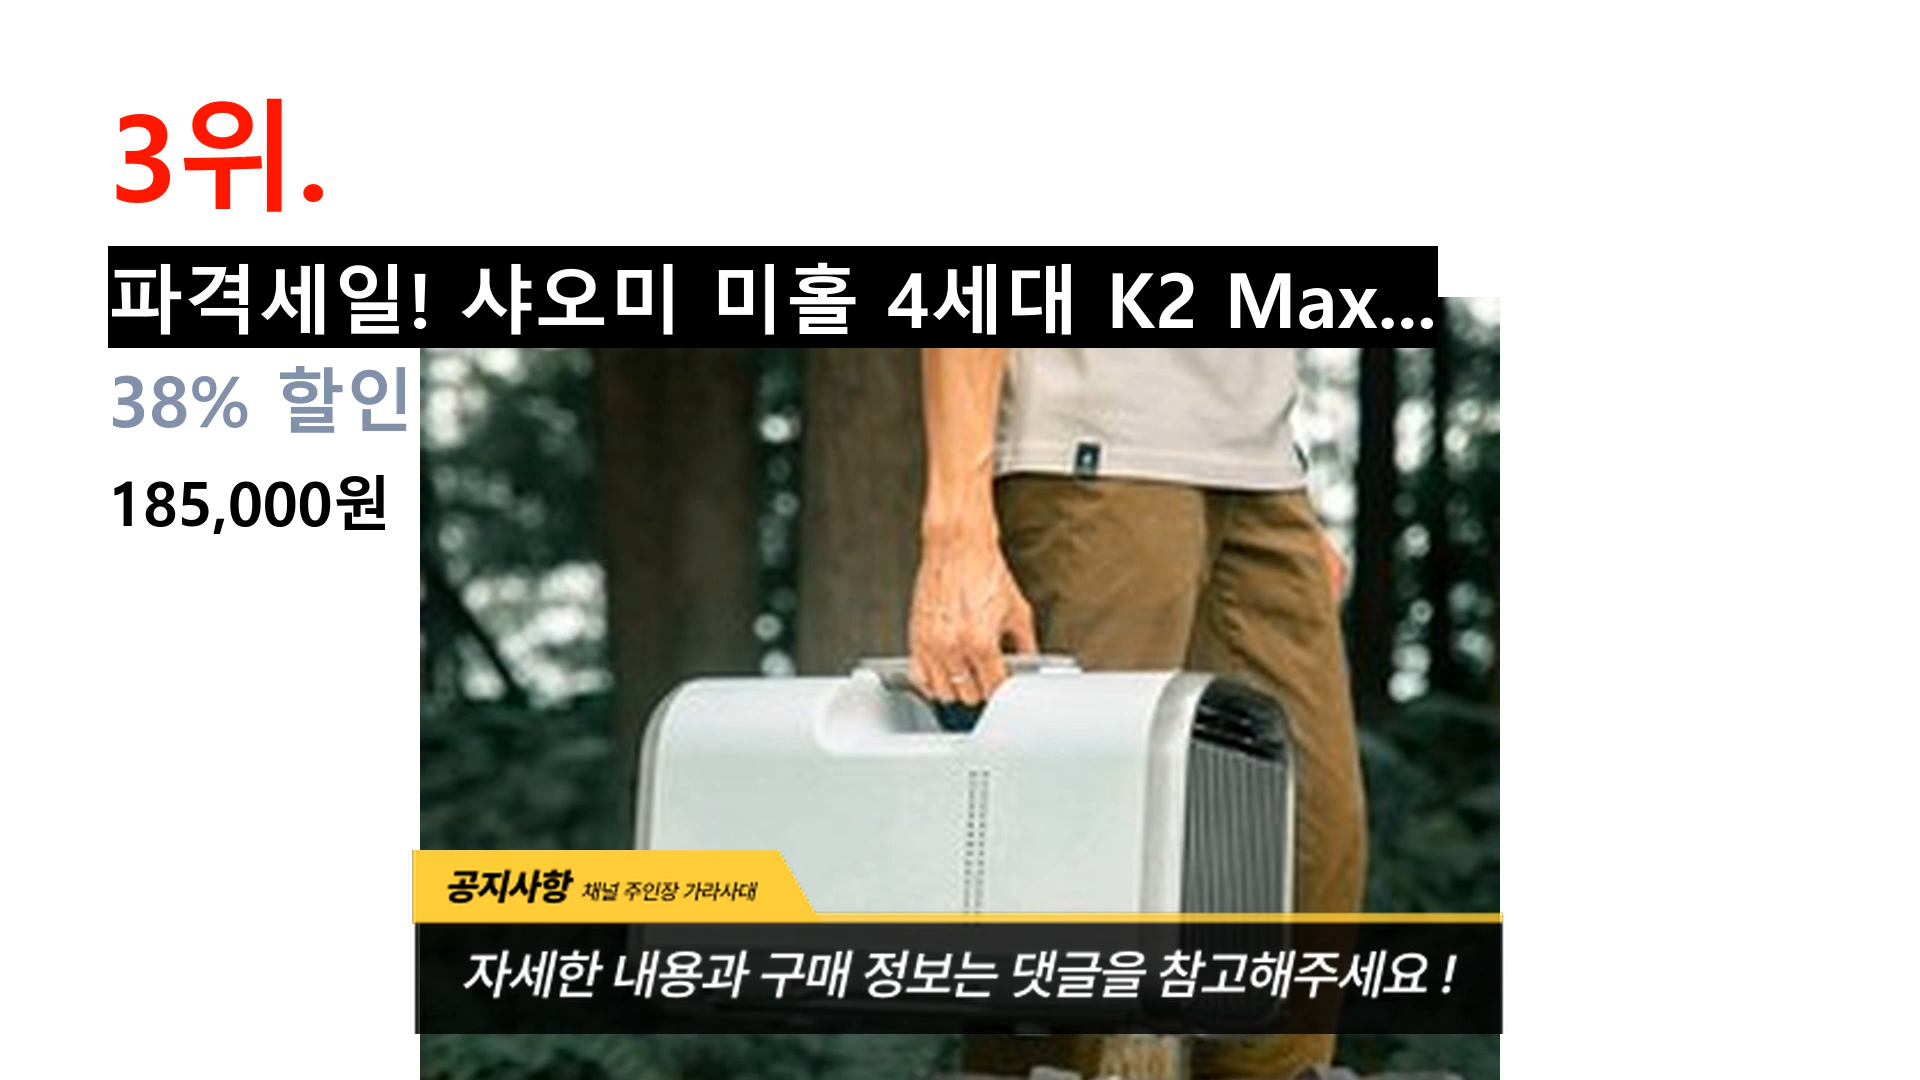 3위.
파격세일! 샤오미 미홀 4세대 K2 Max...
38% 할인
185,000원
공지사항 채널 주인장 가라사대
자세한 내용과 구매 정보는 댓글을 참고해주세요 !